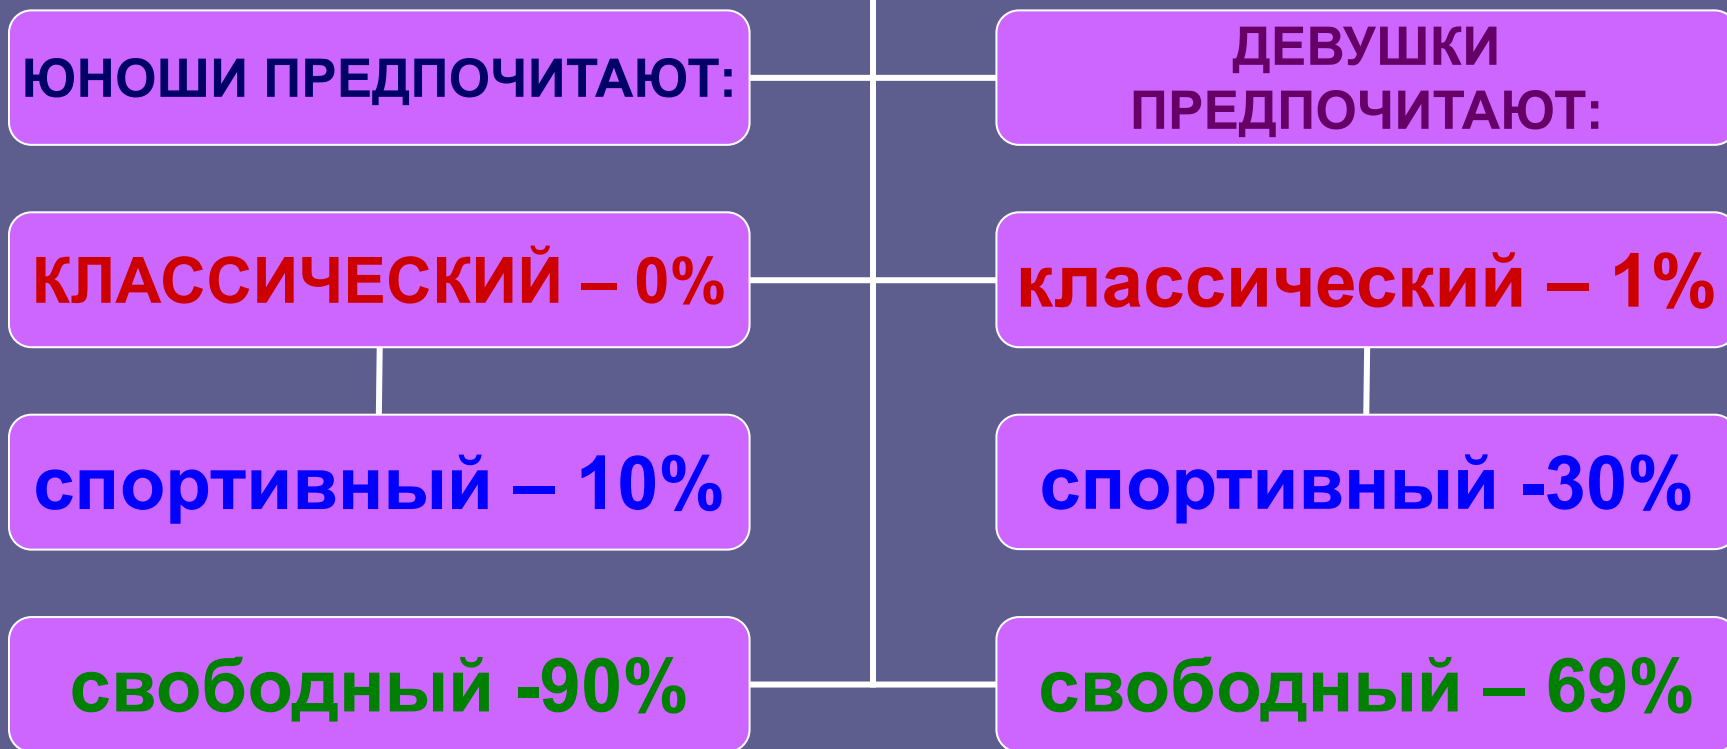 ЮНОШИ ПРЕДПОЧИТАЮТ:
ДЕВУШКИ
ПРЕДПОЧИТАЮТ:
КЛАССИЧЕСКИЙ – 0%
классический – 1%
спортивный – 10%
спортивный -30%
свободный -90%
свободный – 69%